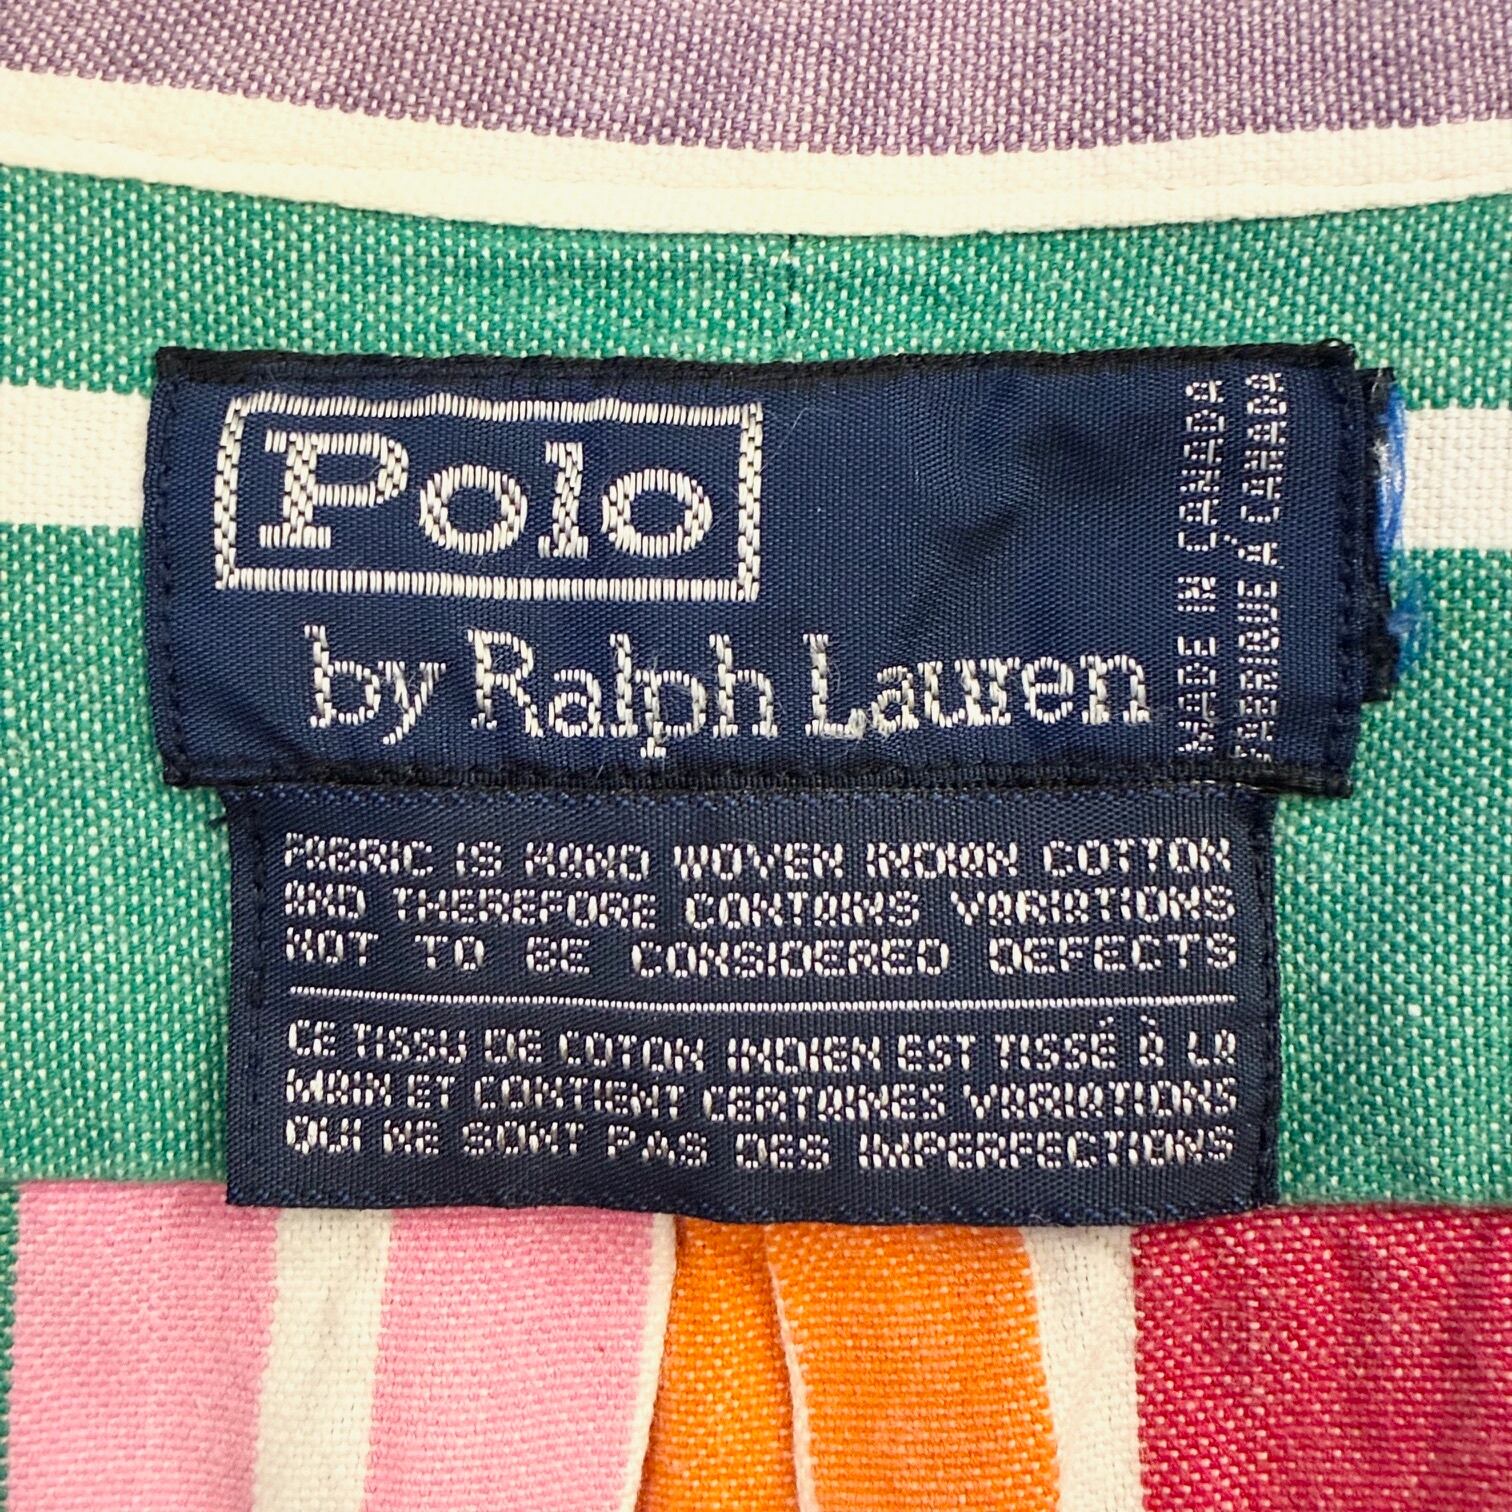 Polo
by Ralph Lauren
MADE IN CANADA
FABRIQUÉ À CANADA
FABRIC IS HAND WOVEN INDIAN COTTON
AND THEREFORE CONTAINS VARIATIONS
NOT TO BE CONSIDERED DEFECTS
CE TISSU DE COTON INDIEN EST TISSÉ À LA
MAIN ET CONTIENT CERTAINES VARIATIONS
QUI NE SONT PAS DES IMPERFECTIONS